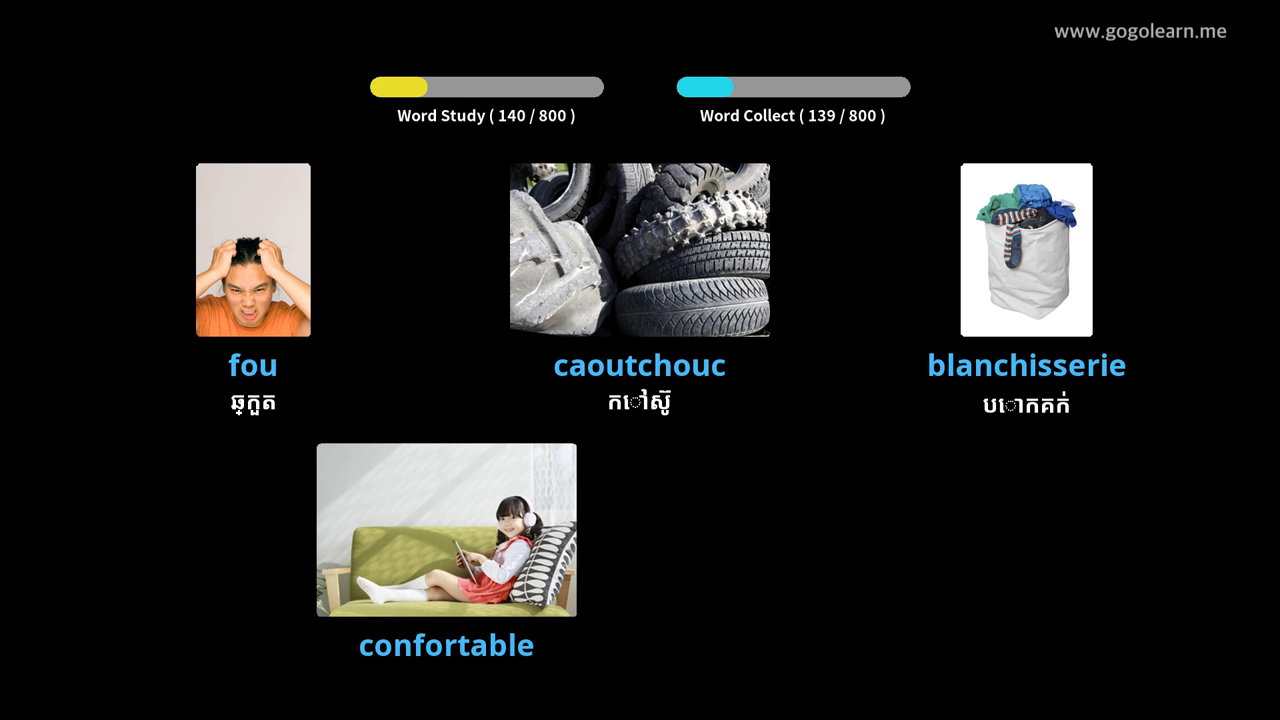 www.gogolearn.me
Word Study ( 140 / 800 )
Word Collect ( 139 / 800 )
fou
caoutchouc
blanchisserie
ឆ្កួត
កៅស៊ូ
បោកគក់
confortable